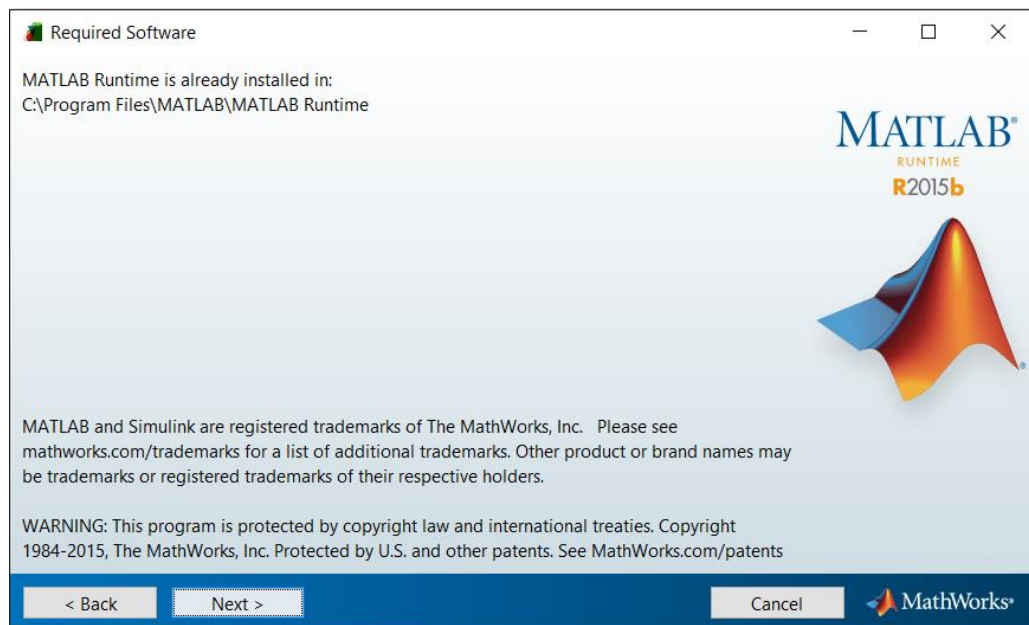 Required Software
MATLAB Runtime is already installed in:
C:\Program Files\MATLAB\MATLAB Runtime
MATLAB®
RUNTIME
R2015b
®
MATLAB and Simulink are registered trademarks of The MathWorks, Inc.   Please see
mathworks.com/trademarks for a list of additional trademarks. Other product or brand names may
be trademarks or registered trademarks of their respective holders.
WARNING: This program is protected by copyright law and international treaties. Copyright
1984-2015, The MathWorks, Inc. Protected by U.S. and other patents. See MathWorks.com/patents
< Back Next > Cancel MathWorks®